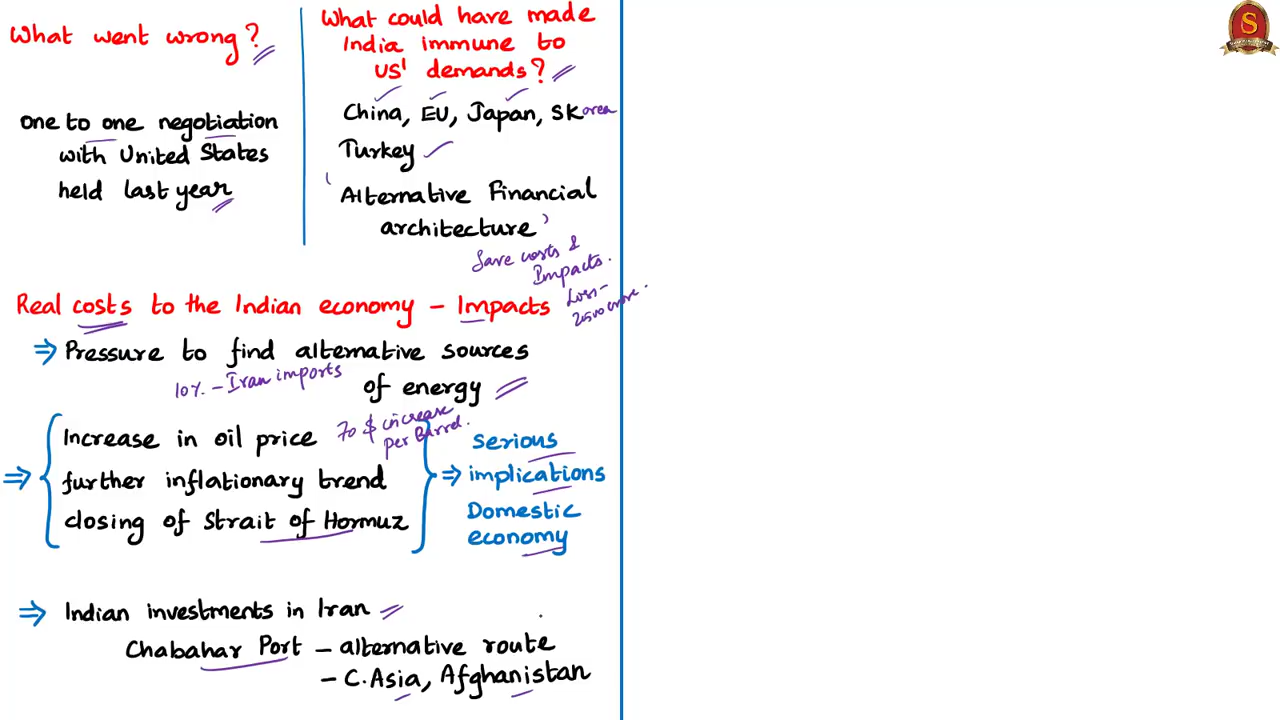 What went wrong?
one to one negotiation
with United States
held last year
What could have made
India immune to
US' demands?
China, EU, Japan, SKorea
Turkey
'Alternative Financial
architecture'
Save costs &
Impacts.
Loss-
2500 crore.
Real costs to the Indian economy - Impacts
⇒ Pressure to find alternative sources
of energy
10% - Iran imports
⇒ Increase in oil price
70 $ increase
per Barrel.
further inflationary trend
closing of Strait of Hormuz
⇒ serious
implications
Domestic
economy
⇒ Indian investments in Iran
Chabahar Port - alternative route
- C.Asia, Afghanistan
S